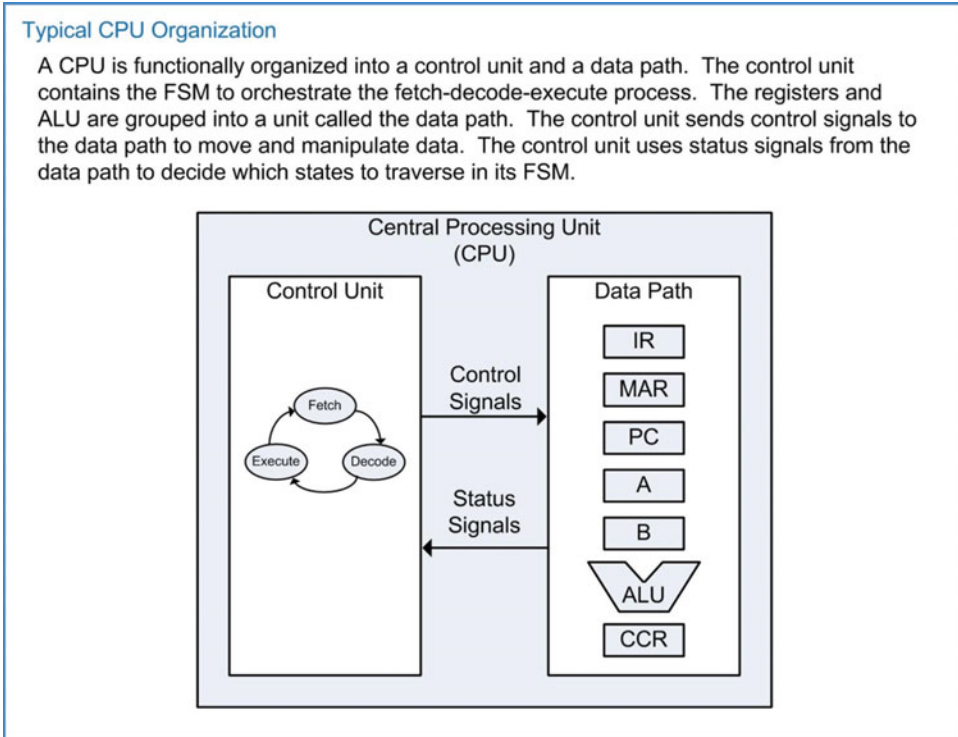 Typical CPU Organization
A CPU is functionally organized into a control unit and a data path. The control unit
contains the FSM to orchestrate the fetch-decode-execute process. The registers and
ALU are grouped into a unit called the data path. The control unit sends control signals to
the data path to move and manipulate data. The control unit uses status signals from the
data path to decide which states to traverse in its FSM.
Central Processing Unit
(CPU)
Control Unit
Fetch
Execute
Decode
Control
Signals
Status
Signals
Data Path
IR
MAR
PC
A
B
ALU
CCR